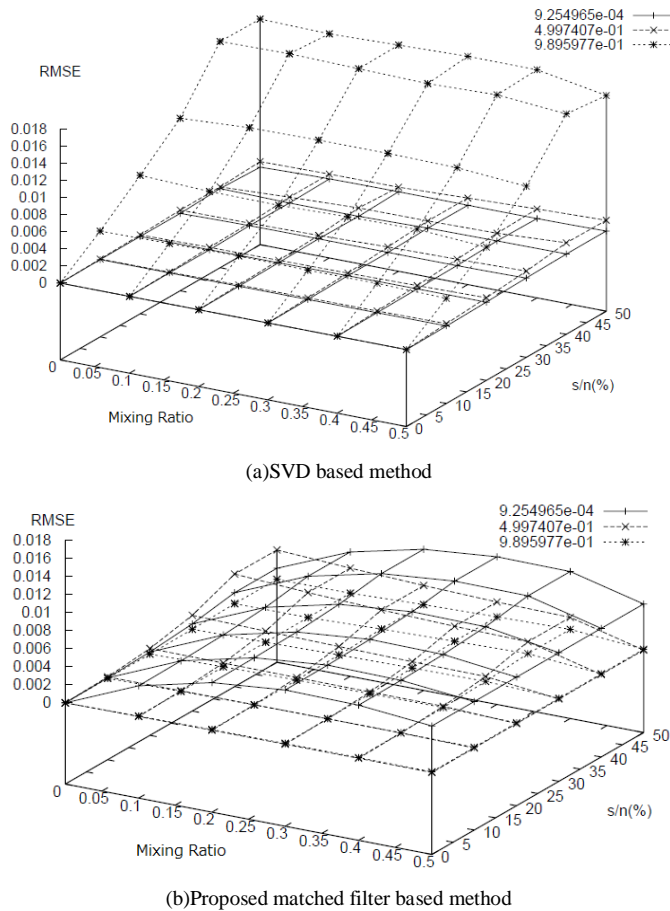 9.254965e-04
4.997407e-01
9.895977e-01
RMSE
0.018
0.016
0.014
0.012
0.01
0.008
0.006
0.004
0.002
0
0 0.05 0.1 0.15 0.2 0.25 0.3 0.35 0.4 0.45 0.5
Mixing Ratio
0 5 10 15 20 25 30 35 40 45 50
s/n(%)
(a)SVD based method
9.254965e-04
4.997407e-01
9.895977e-01
RMSE
0.018
0.016
0.014
0.012
0.01
0.008
0.006
0.004
0.002
0
0 0.05 0.1 0.15 0.2 0.25 0.3 0.35 0.4 0.45 0.5
Mixing Ratio
0 5 10 15 20 25 30 35 40 45 50
s/n(%)
(b)Proposed matched filter based method